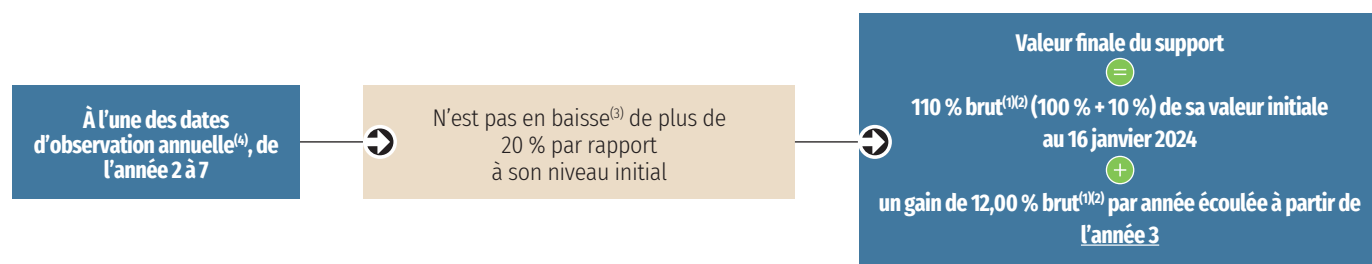 À l’une des dates
d’observation annuelle(4), de
l’année 2 à 7
N’est pas en baisse(3) de plus de
20 % par rapport
à son niveau initial
Valeur finale du support
=
110 % brut(1)(2) (100 % + 10 %) de sa valeur initiale
au 16 janvier 2024
+
un gain de 12,00 % brut(1)(2) par année écoulée à partir de
l’année 3